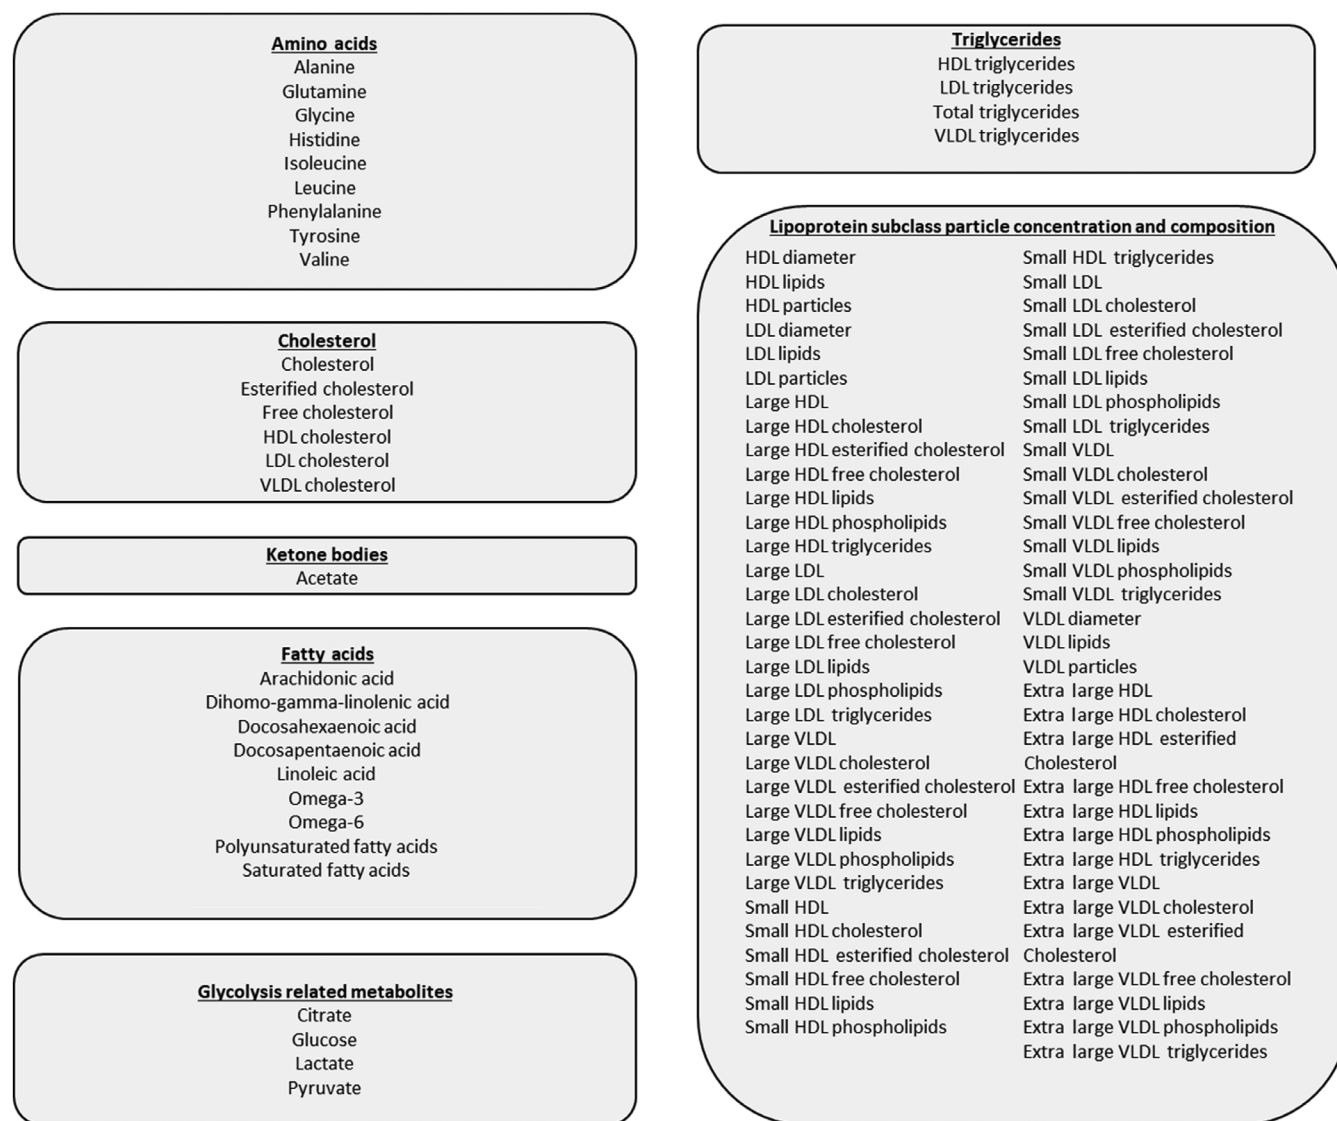 Amino acids
Alanine
Glutamine
Glycine
Histidine
Isoleucine
Leucine
Phenylalanine
Tyrosine
Valine
Cholesterol
Cholesterol
Esterified cholesterol
Free cholesterol
HDL cholesterol
LDL cholesterol
VLDL cholesterol
Ketone bodies
Acetate
Fatty acids
Arachidonic acid
Dihomo-gamma-linolenic acid
Docosahexaenoic acid
Docosapentaenoic acid
Linoleic acid
Omega-3
Omega-6
Polyunsaturated fatty acids
Saturated fatty acids
Glycolysis related metabolites
Citrate
Glucose
Lactate
Pyruvate
Triglycerides
HDL triglycerides
LDL triglycerides
Total triglycerides
VLDL triglycerides
Lipoprotein subclass particle concentration and composition
HDL diameter
HDL lipids
HDL particles
LDL diameter
LDL lipids
LDL particles
Large HDL
Large HDL cholesterol
Large HDL esterified cholesterol
Large HDL free cholesterol
Large HDL lipids
Large HDL phospholipids
Large HDL triglycerides
Large LDL
Large LDL cholesterol
Large LDL esterified cholesterol
Large LDL free cholesterol
Large LDL lipids
Large LDL phospholipids
Large LDL triglycerides
Large VLDL
Large VLDL cholesterol
Large VLDL esterified cholesterol
Large VLDL free cholesterol
Large VLDL lipids
Large VLDL phospholipids
Large VLDL triglycerides
Small HDL
Small HDL cholesterol
Small HDL esterified cholesterol
Small HDL free cholesterol
Small HDL lipids
Small HDL phospholipids
Small HDL triglycerides
Small LDL
Small LDL cholesterol
Small LDL esterified cholesterol
Small LDL free cholesterol
Small LDL lipids
Small LDL phospholipids
Small LDL triglycerides
Small VLDL
Small VLDL cholesterol
Small VLDL esterified cholesterol
Small VLDL free cholesterol
Small VLDL lipids
Small VLDL phospholipids
Small VLDL triglycerides
VLDL diameter
VLDL lipids
VLDL particles
Extra large HDL
Extra large HDL cholesterol
Extra large HDL esterified
Cholesterol
Extra large HDL free cholesterol
Extra large HDL lipids
Extra large HDL phospholipids
Extra large HDL triglycerides
Extra large VLDL
Extra large VLDL cholesterol
Extra large VLDL esterified
Cholesterol
Extra large VLDL free cholesterol
Extra large VLDL lipids
Extra large VLDL phospholipids
Extra large VLDL triglycerides